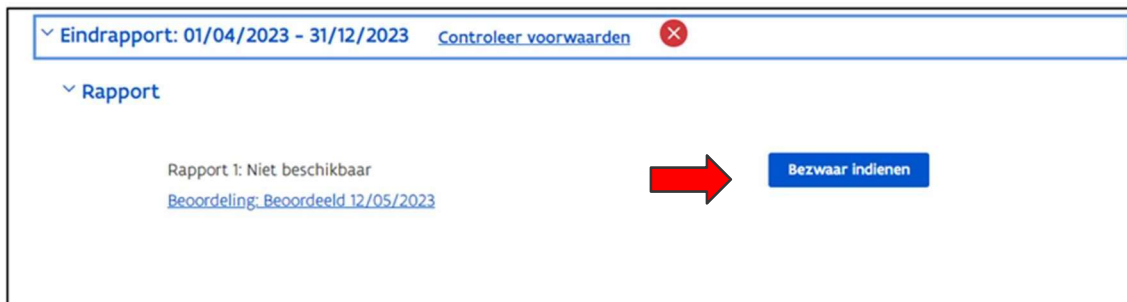 Eindrapport: 01/04/2023 - 31/12/2023 Controleer voorwaarden
Rapport
Rapport 1: Niet beschikbaar
Bezwaar indienen
Beoordeling: Beoordeeld 12/05/2023